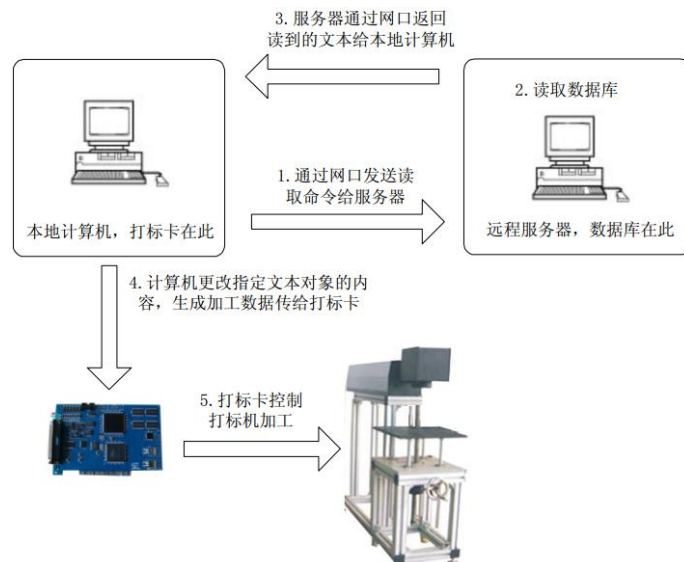 3.服务器通过网口返回
读到的文本给本地计算机
2.读取数据库
1.通过网口发送读
取命令给服务器
本地计算机，打标卡在此
远程服务器，数据库在此
4.计算机更改指定文本对象的内
容，生成加工数据传给打标卡
5.打标卡控制
打标机加工